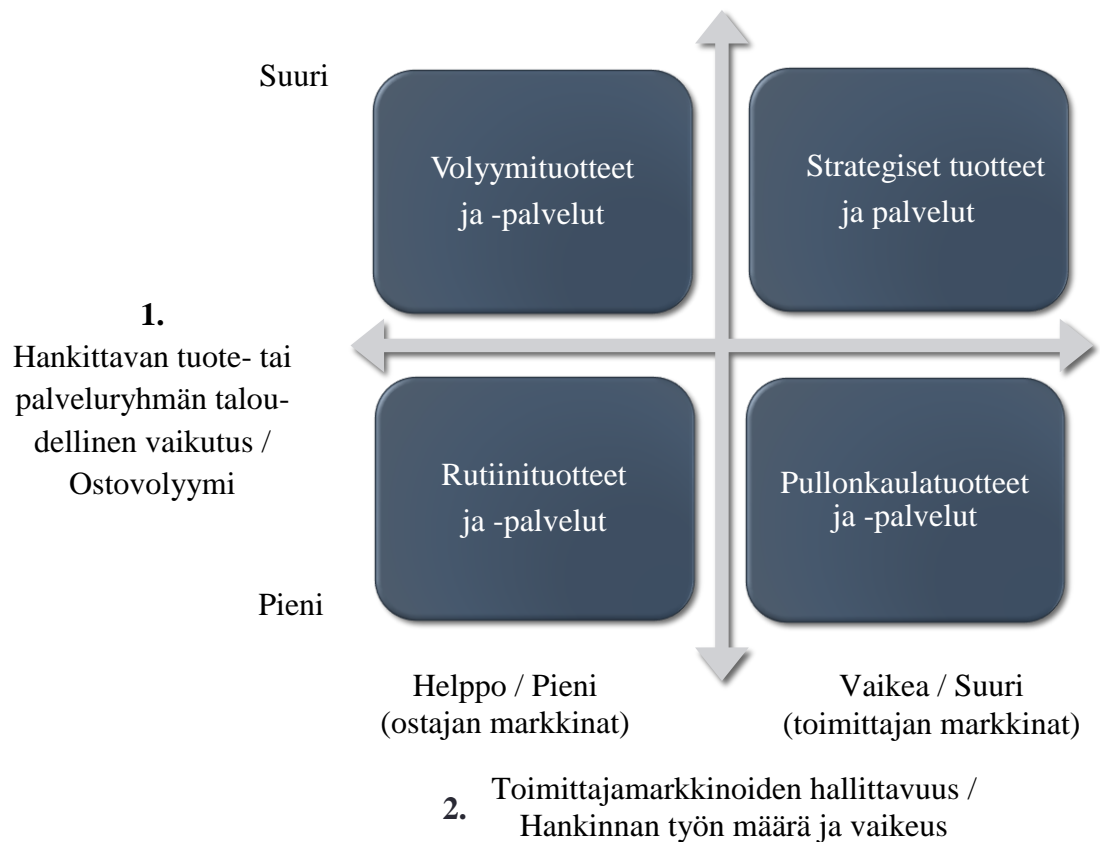 Suuri
Volyymituotteet
ja -palvelut
Strategiset tuotteet
ja palvelut
1.
Hankittavan tuote- tai
palveluryhmän talou-
dellinen vaikutus /
Ostovolyymi
Rutiinituotteet
ja -palvelut
Pullonkaulatuotteet
ja -palvelut
Pieni
Helppo / Pieni
(ostajan markkinat)
Vaikea / Suuri
(toimittajan markkinat)
2.
Toimittajamarkkinoiden hallittavuus /
Hankinnan työn määrä ja vaikeus